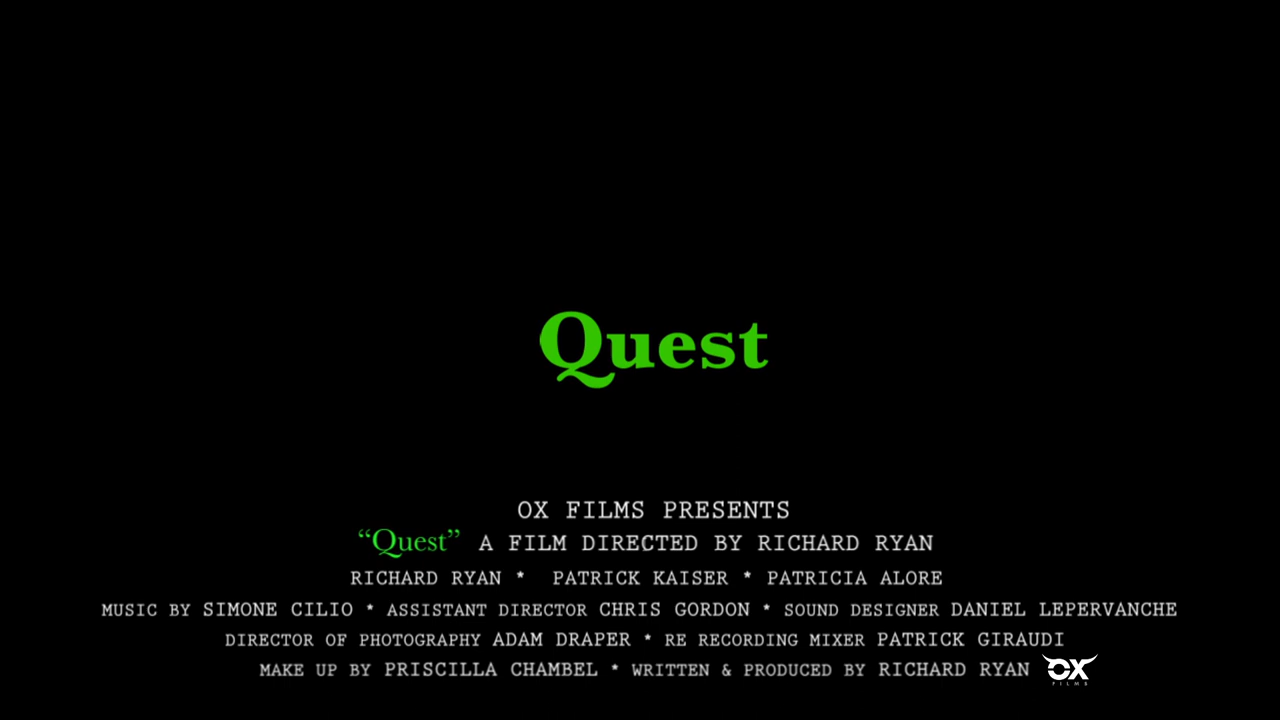 Quest
OX FILMS PRESENTS
“Quest” A FILM DIRECTED BY RICHARD RYAN
RICHARD RYAN * PATRICK KAISER * PATRICIA ALORE
MUSIC BY SIMONE CILIO * ASSISTANT DIRECTOR CHRIS GORDON * SOUND DESIGNER DANIEL LEPERVANCHE
DIRECTOR OF PHOTOGRAPHY ADAM DRAPER * RE RECORDING MIXER PATRICK GIRAUDI
MAKE UP BY PRISCILLA CHAMBEL * WRITTEN & PRODUCED BY RICHARD RYAN
OX
FILMS